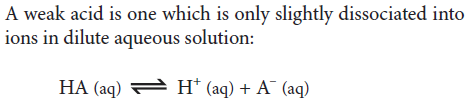 A weak acid is one which is only slightly dissociated into
ions in dilute aqueous solution:
HA (aq) ⇌ H⁺ (aq) + A⁻ (aq)